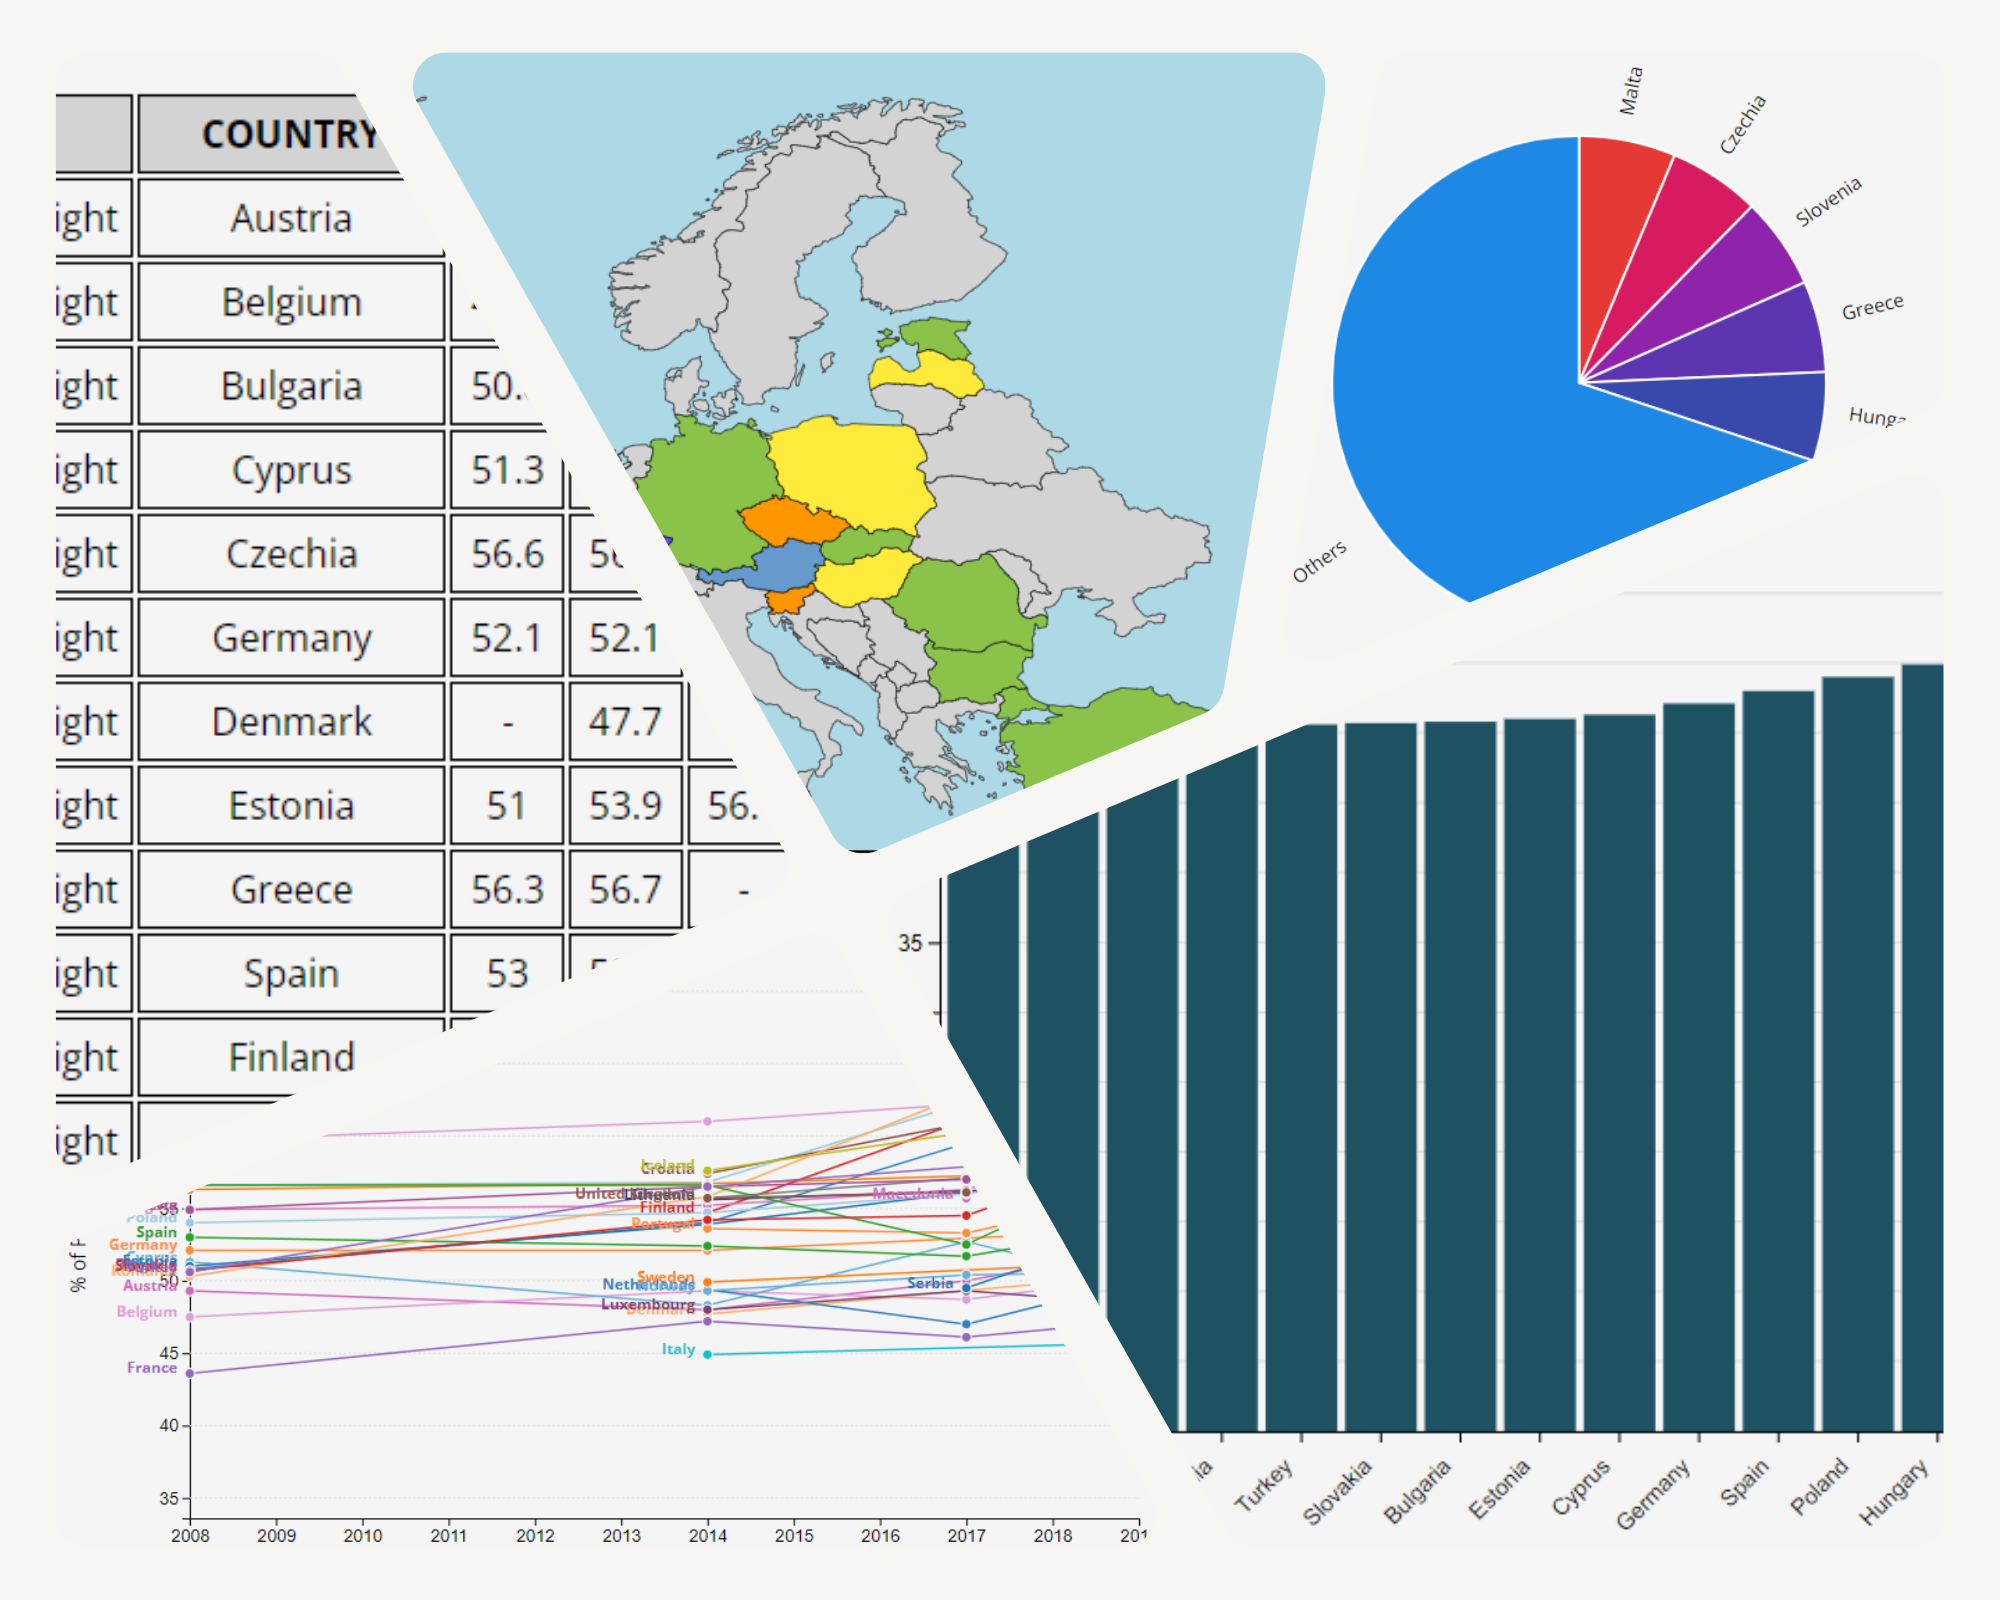 COUNTRY
ight Austria
ight Belgium
ight Bulgaria 50.
ight Cyprus 51.3
ight Czechia 56.6
ight Germany 52.1 52.1
ight Denmark - 47.7
ight Estonia 51 53.9 56.
ight Greece 56.3 56.7 -
ight Spain 53
ight Finland
ight
Malta
Czechia
Slovenia
Greece
Hung
Others
35
Turkey
Slovakia
Bulgaria
Estonia
Cyprus
Germany
Spain
Poland
Hungary
% of
55
50
45
40
35
Poland
Spain
Germany
Cyprus
Slovakia
Romania
Austria
Belgium
France
Iceland
Croatia
United Kingdom
Lithuania
Finland
Portugal
Sweden
Netherlands
Norway
Luxembourg
Denmark
Italy
Macedonia
Serbia
2008 2009 2010 2011 2012 2013 2014 2015 2016 2017 2018 201